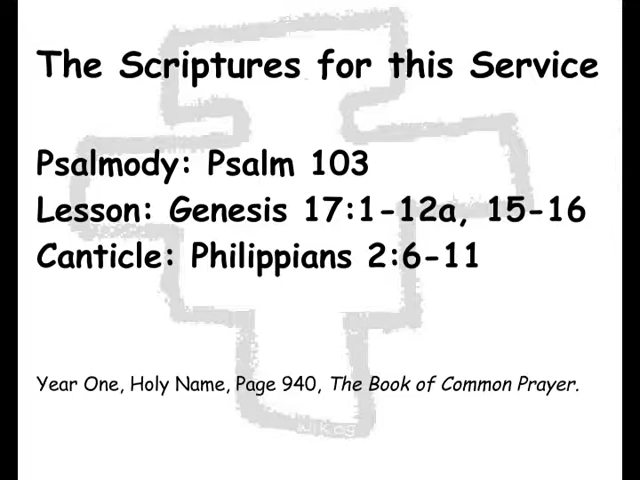 The Scriptures for this Service
Psalmody: Psalm 103
Lesson: Genesis 17:1-12a, 15-16
Canticle: Philippians 2:6-11
Year One, Holy Name, Page 940, The Book of Common Prayer.